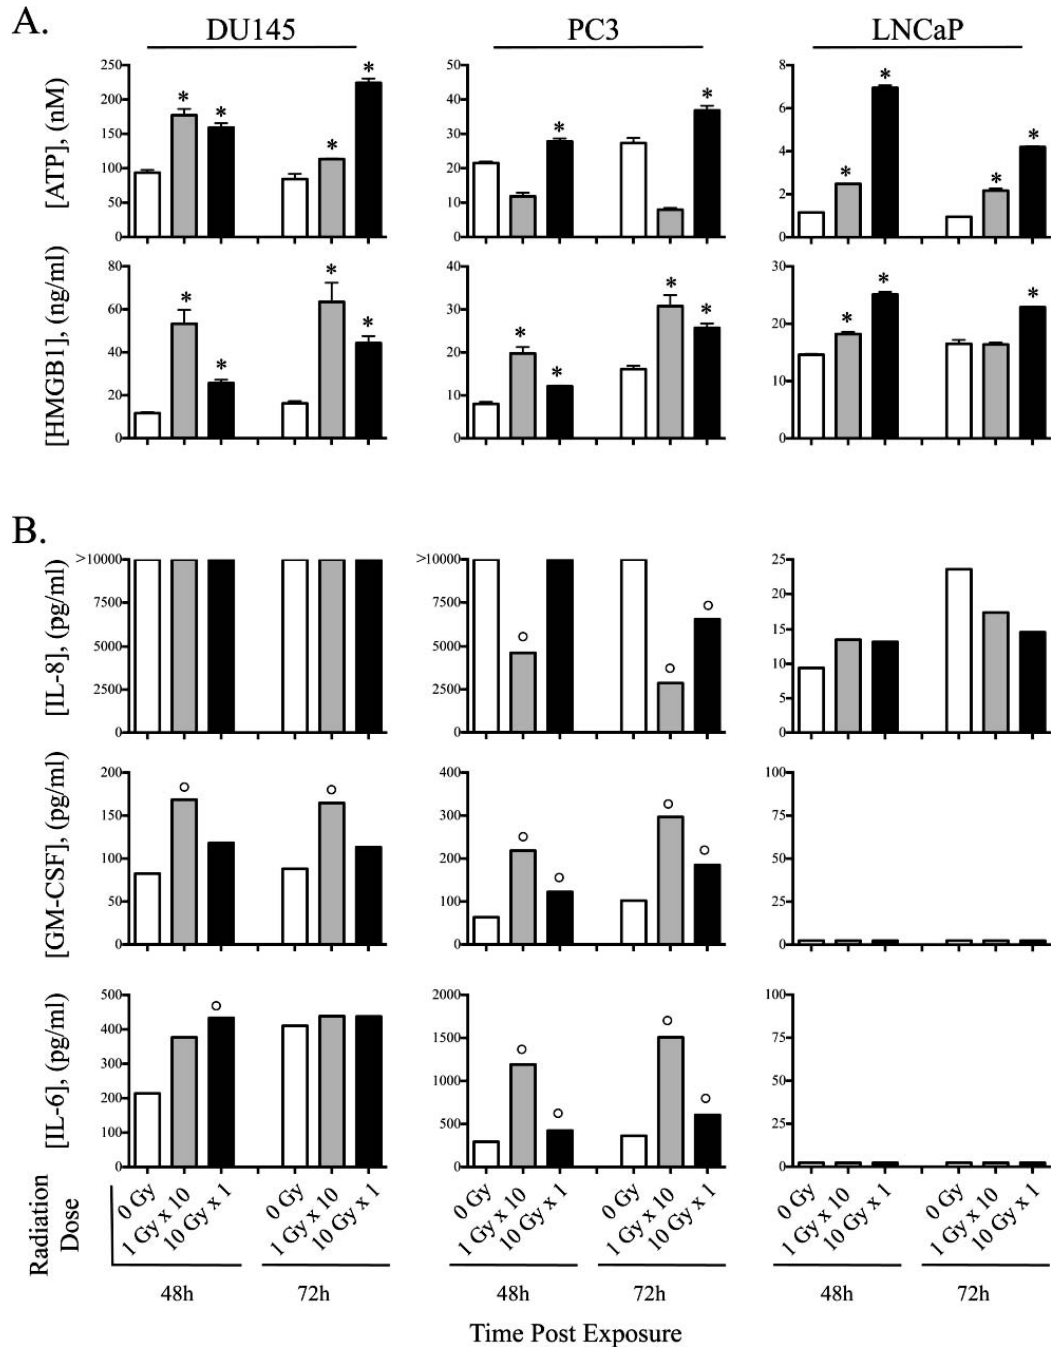 A.
DU145 PC3 LNCaP
[ATP], (nM)
250 200 150 100 50 0
* * * *
50 40 30 20 10 0
* *
8 6 4 2 0
* * * *
[HMGB1], (ng/ml)
80 60 40 20 0
* * * *
40 30 20 10 0
* * * *
30 20 10 0
* * *
B.
[IL-8], (pg/ml)
>10000 7500 5000 2500 0
>10000 7500 5000 2500 0
25 20 15 10 5 0
[GM-CSF], (pg/ml)
200 150 100 50 0
400 300 200 100 0
100 75 50 25 0
[IL-6], (pg/ml)
500 400 300 200 100 0
2000 1500 1000 500 0
100 75 50 25 0
Radiation
Dose
0 Gy 1 Gy x 10 10 Gy x 1 0 Gy 1 Gy x 10 10 Gy x 1
0 Gy 1 Gy x 10 10 Gy x 1 0 Gy 1 Gy x 10 10 Gy x 1
0 Gy 1 Gy x 10 10 Gy x 1 0 Gy 1 Gy x 10 10 Gy x 1
48h 72h 48h 72h 48h 72h
Time Post Exposure